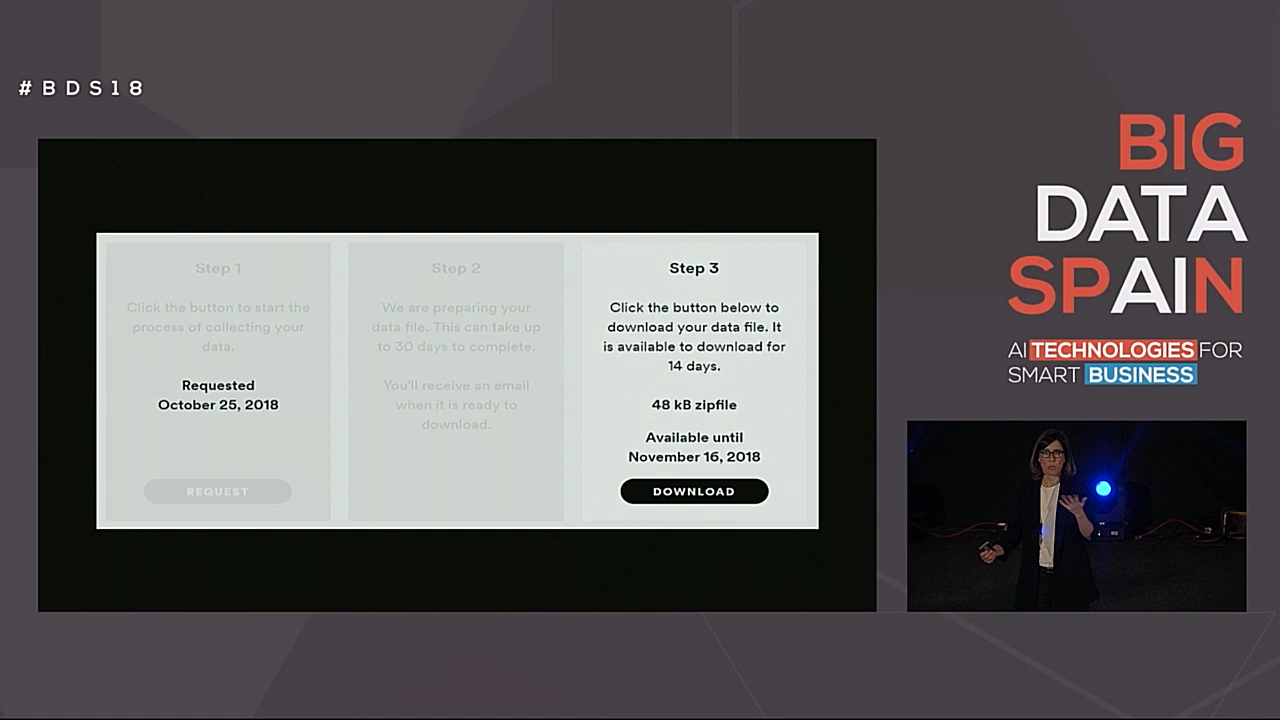 #BDS18
BIG
DATA
SPAIN
AI TECHNOLOGIES FOR
SMART BUSINESS
Step 1
Click the button to start the
process of collecting your
data.
Requested
October 25, 2018
REQUEST
Step 2
We are preparing your
data file. This can take up
to 30 days to complete.
You'll receive an email
when it is ready to
download.
Step 3
Click the button below to
download your data file. It
is available to download for
14 days.
48 kB zipfile
Available until
November 16, 2018
DOWNLOAD